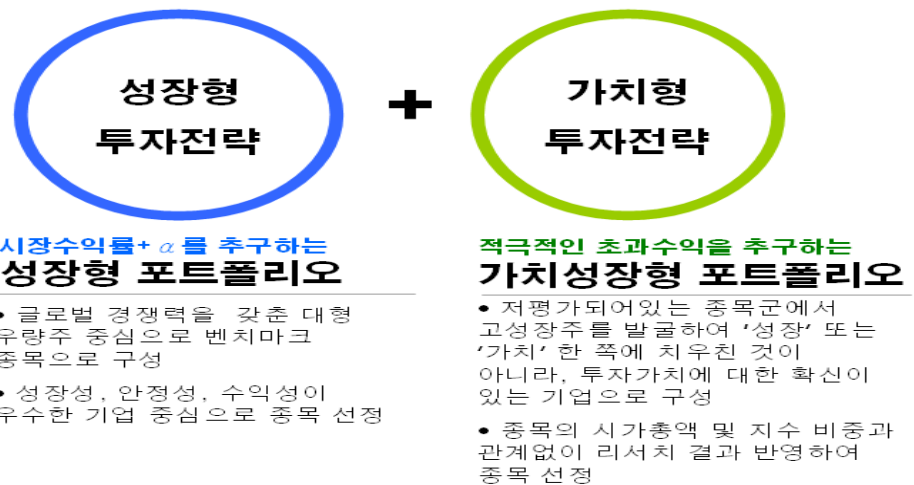 성장형
투자전략
+
가치형
투자전략
시장수익률+ α 를 추구하는
성장형 포트폴리오
• 글로벌 경쟁력을 갖춘 대형
우량주 중심으로 벤치마크
종목으로 구성
• 성장성, 안정성, 수익성이
우수한 기업 중심으로 종목 선정
적극적인 초과수익을 추구하는
가치성장형 포트폴리오
• 저평가되어있는 종목군에서
고성장주를 발굴하여 '성장' 또는
'가치' 한 쪽에 치우친 것이
아니라, 투자가치에 대한 확신이
있는 기업으로 구성
• 종목의 시가총액 및 지수 비중과
관계없이 리서치 결과 반영하여
종목 선정